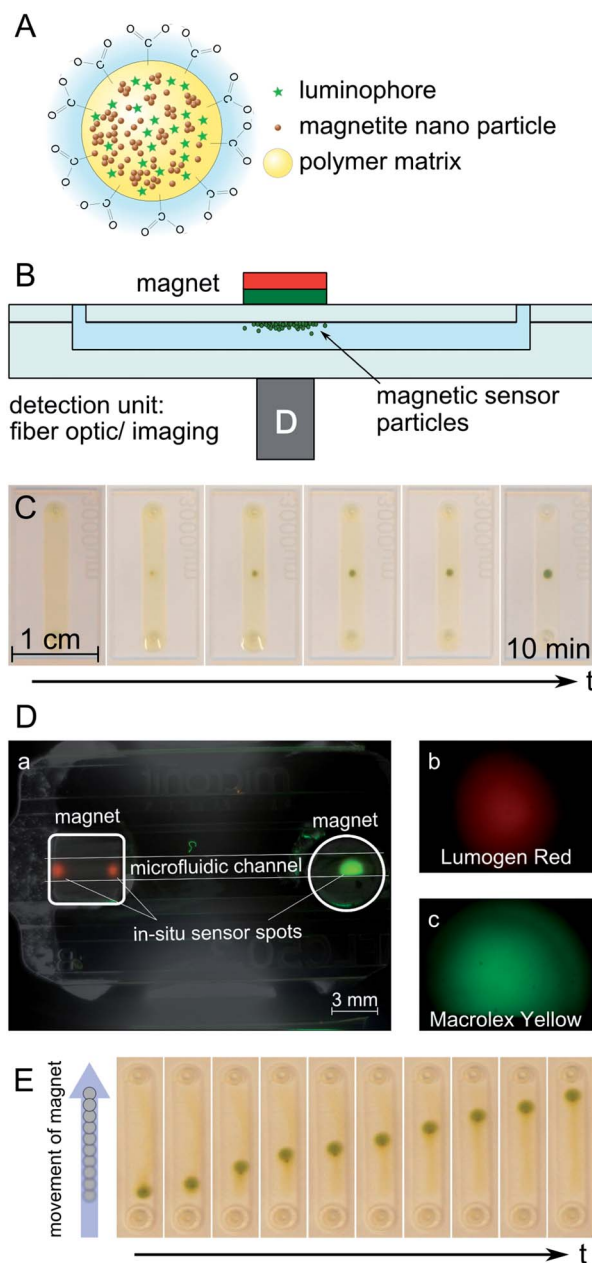 A
luminophore
magnetite nano particle
polymer matrix
B
magnet
detection unit:
fiber optic/ imaging
D
magnetic sensor
particles
C
1 cm
10 min
t
D
a
magnet
magnet
microfluidic channel
in-situ sensor spots
3 mm
b
Lumogen Red
c
Macrolex Yellow
E
movement of magnet
t